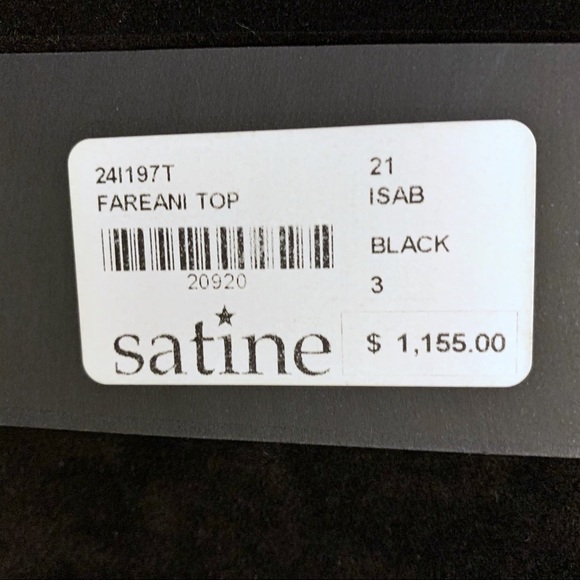 24I197T
FAREANI TOP
20920
satine
21
ISAB
BLACK
3
$ 1,155.00